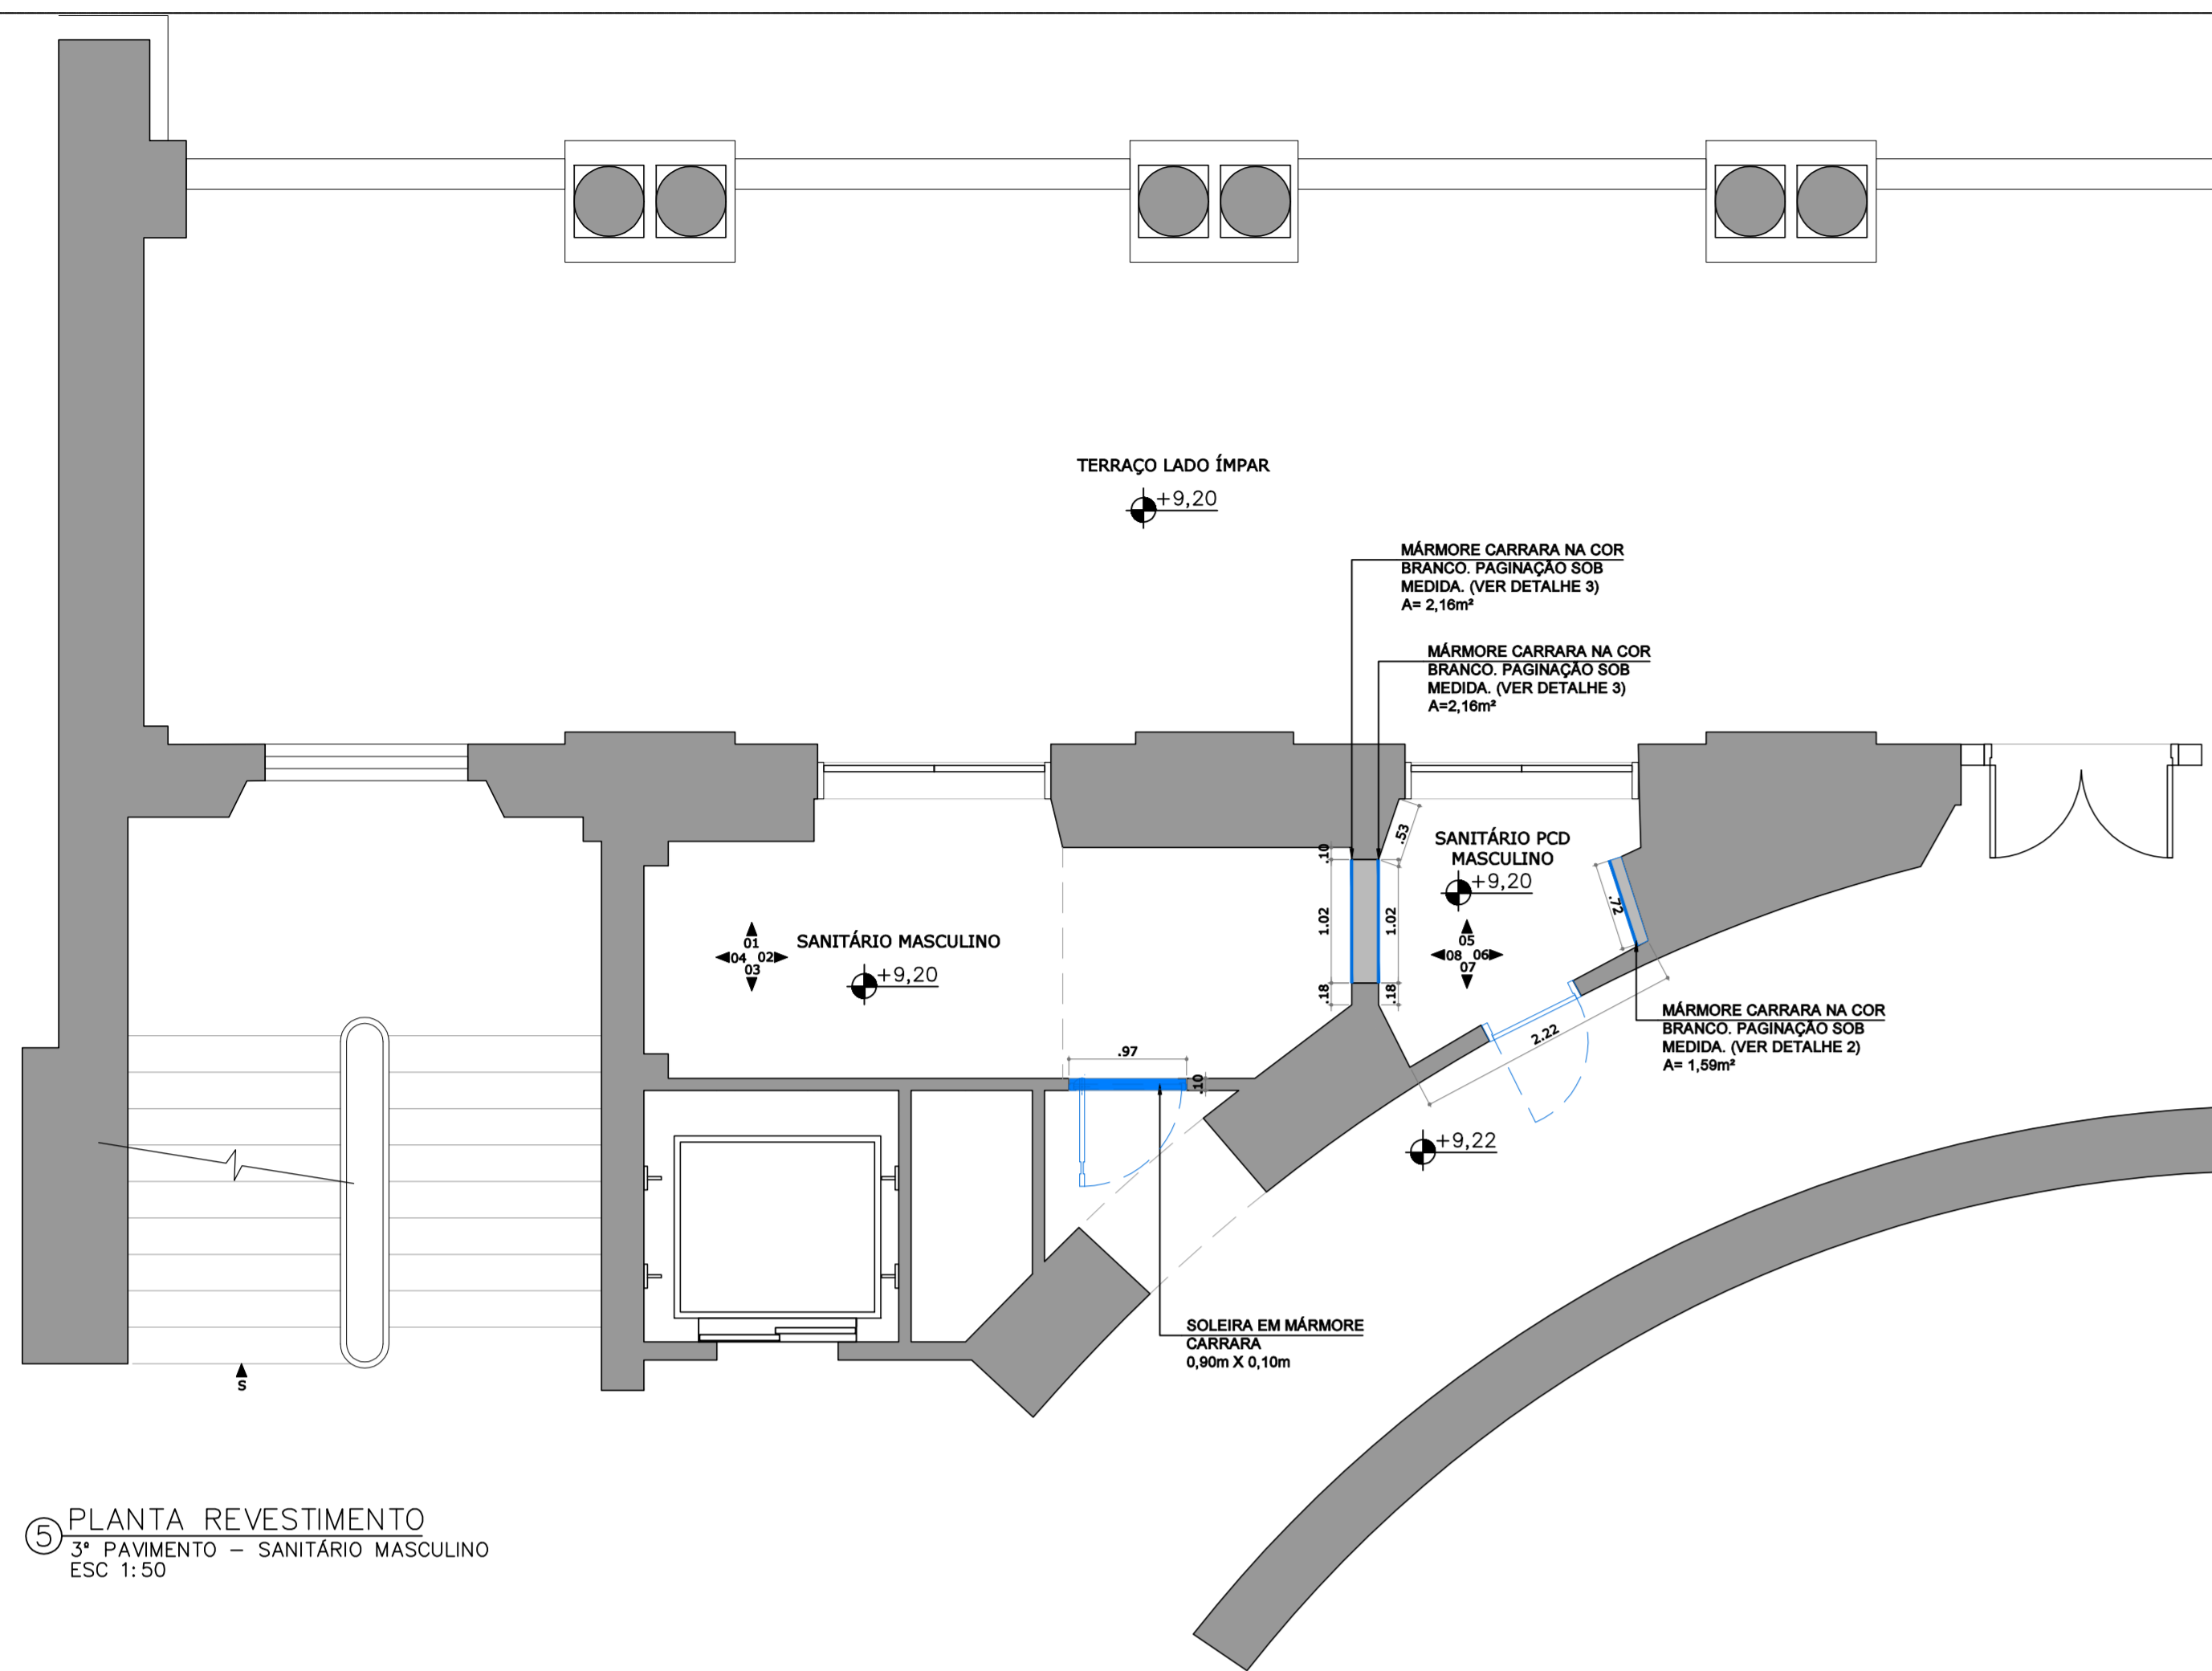 TERRAÇO LADO ÍMPAR
+9,20
MÁRMORE CARRARA NA COR
BRANCO. PAGINAÇÃO SOB
MEDIDA. (VER DETALHE 3)
A= 2,16m²
MÁRMORE CARRARA NA COR
BRANCO. PAGINAÇÃO SOB
MEDIDA. (VER DETALHE 3)
A=2,16m²
.53
.10
SANITÁRIO PCD
MASCULINO
+9,20
.72
1.02
1.02
01
04 02
03
SANITÁRIO MASCULINO
+9,20
05
08 06
07
.18
.18
MÁRMORE CARRARA NA COR
BRANCO. PAGINAÇÃO SOB
MEDIDA. (VER DETALHE 2)
A= 1,59m²
2.22
.97
.10
+9,22
SOLEIRA EM MÁRMORE
CARRARA
0,90m X 0,10m
S
5
PLANTA REVESTIMENTO
3º PAVIMENTO – SANITÁRIO MASCULINO
ESC 1:50